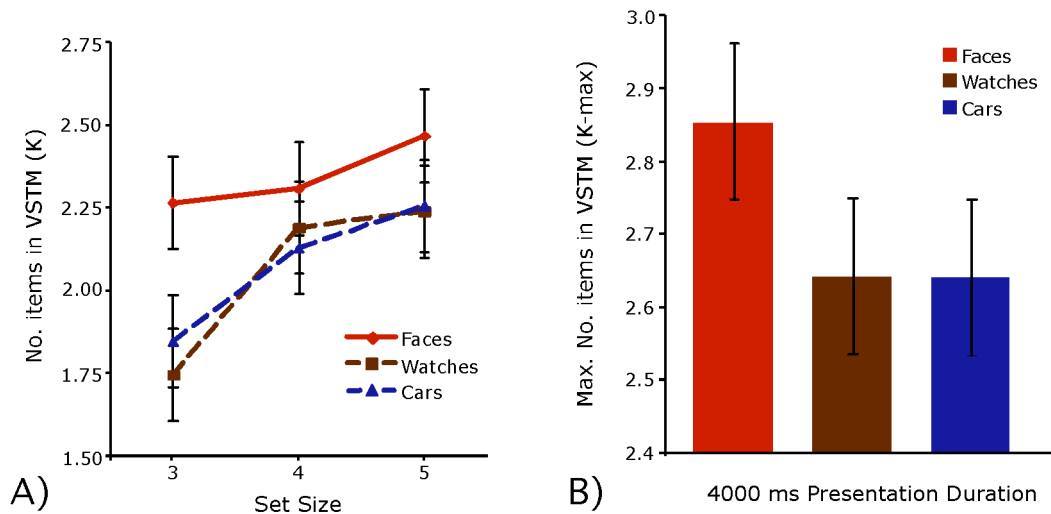 No. items in VSTM (K)
2.75
2.50
2.25
2.00
1.75
1.50
3
4
5
Set Size
Faces
Watches
Cars
A)
Max. No. items in VSTM (K-max)
3.0
2.9
2.8
2.7
2.6
2.5
2.4
Faces
Watches
Cars
4000 ms Presentation Duration
B)